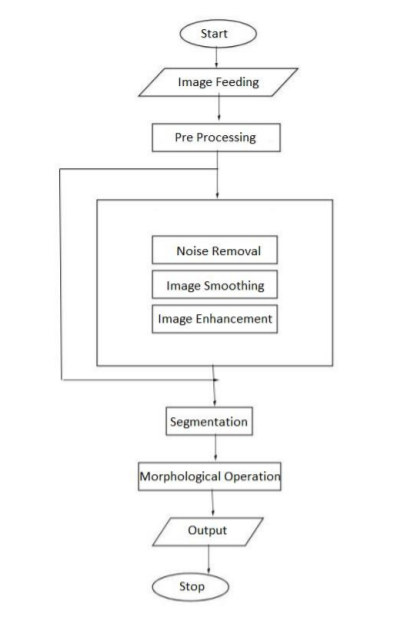 Start
Image Feeding
Pre Processing
Noise Removal
Image Smoothing
Image Enhancement
Segmentation
Morphological Operation
Output
Stop